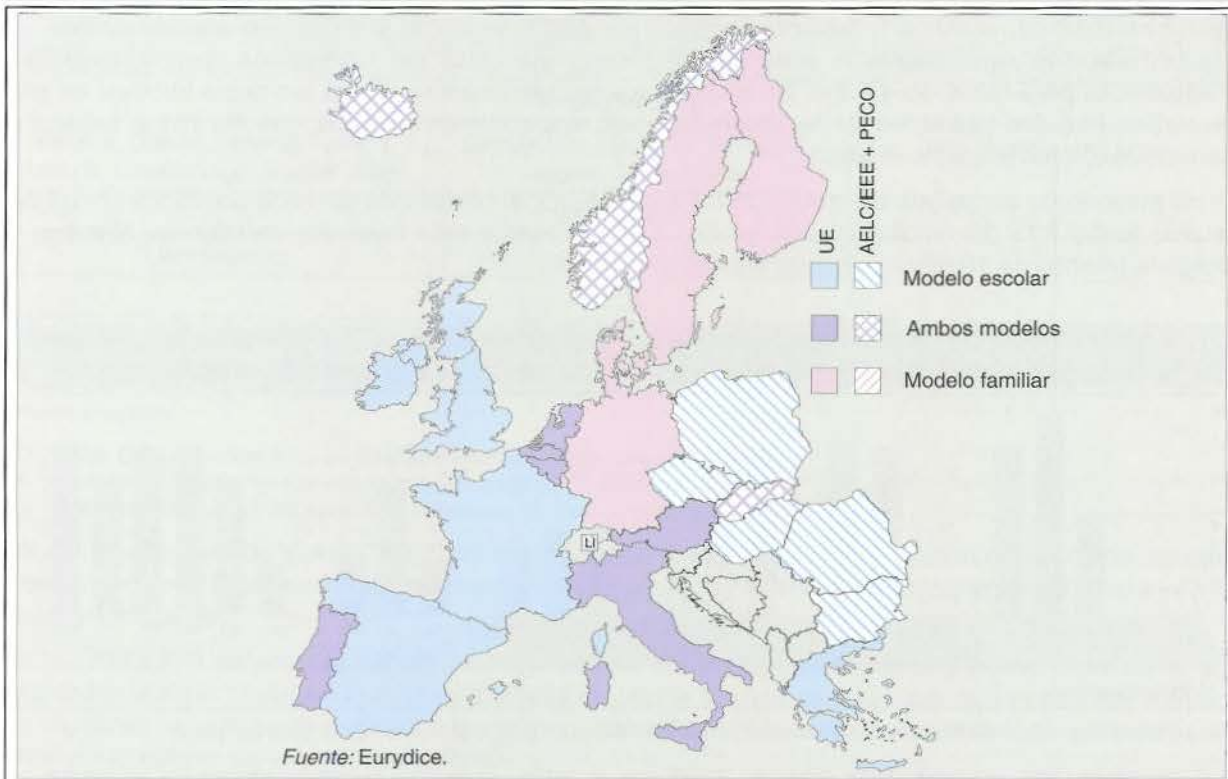 UE
AELC/EEE + PECO
Modelo escolar
Ambos modelos
Modelo familiar
LI
Fuente: Eurydice.